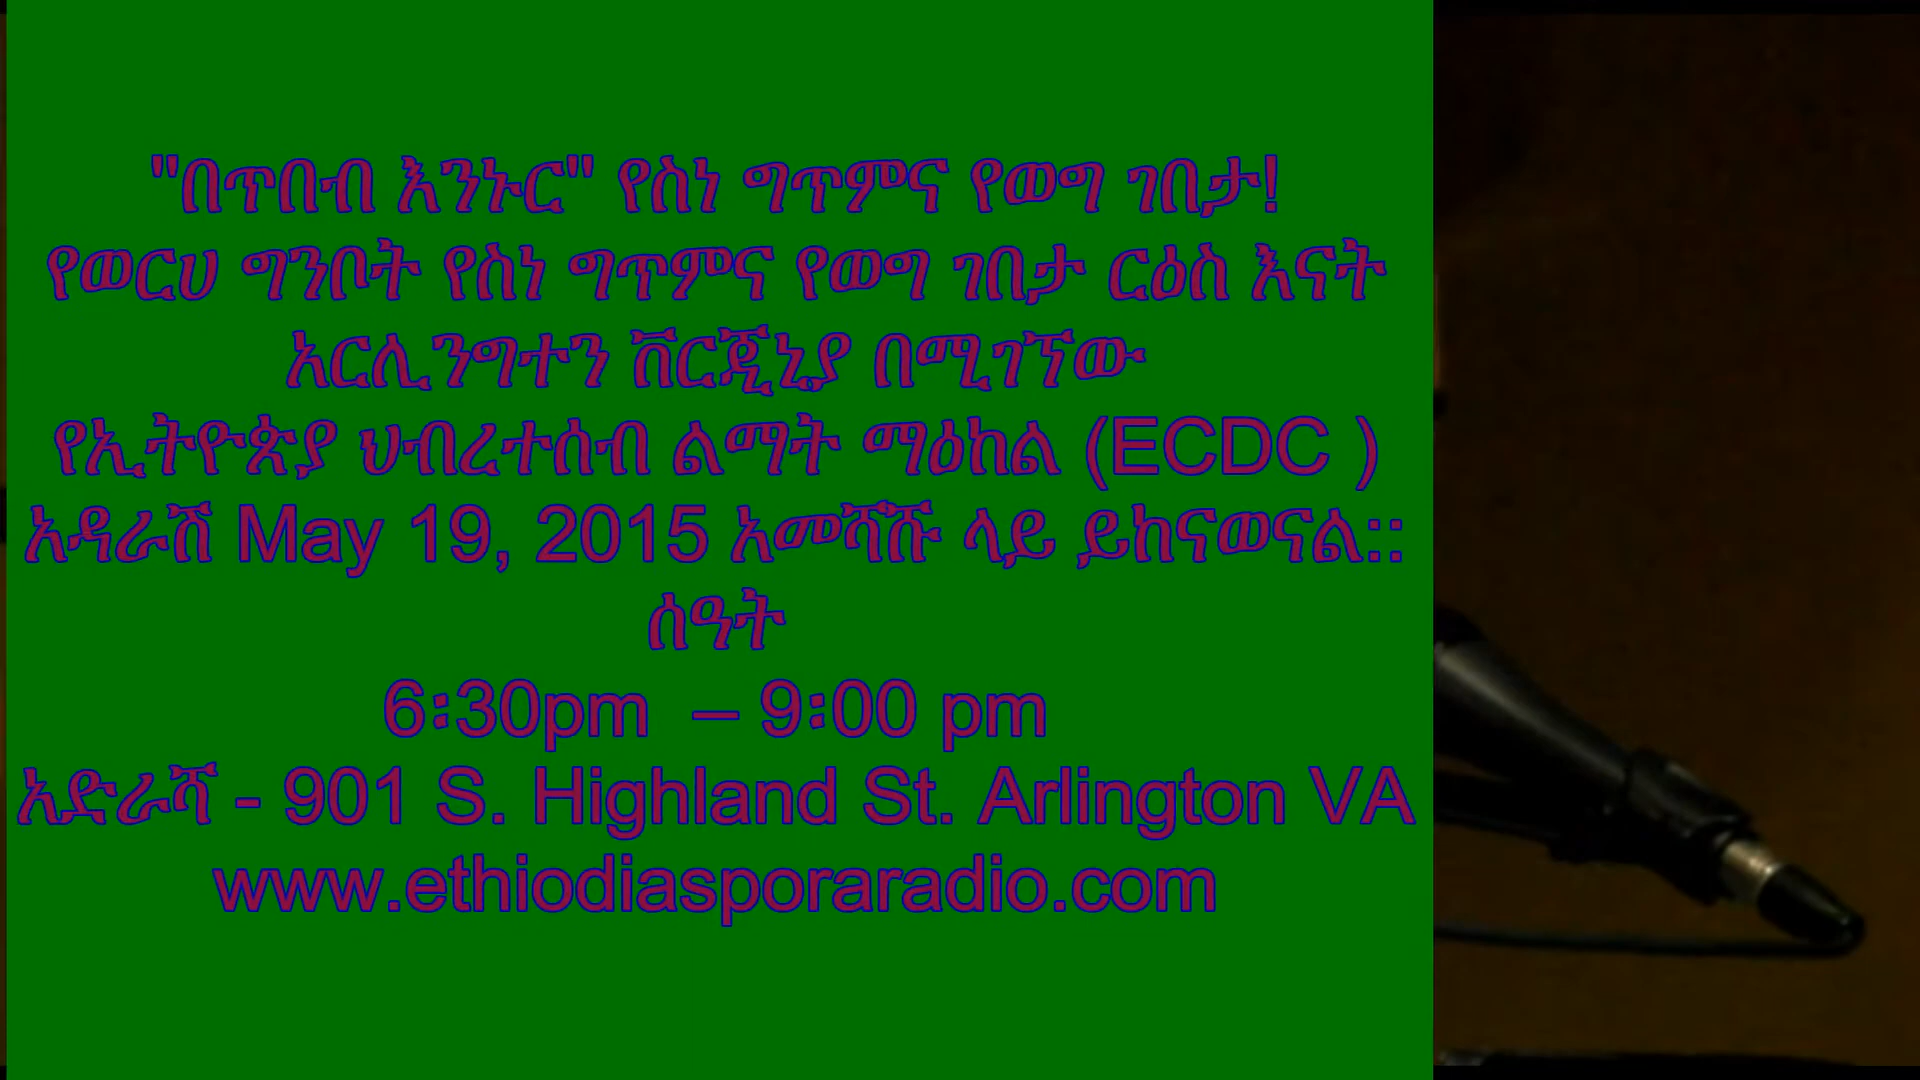 "በጥበብ እንኑር" የስነ ግጥምና የወግ ገበታ!
የወርሀ ግንቦት የስነ ግጥምና የወግ ገበታ ርዕስ እናት
አርሊንግተን ቨርጂኒያ በሚገኘው
የኢትዮጵያ ህብረተሰብ ልማት ማዕከል (ECDC )
አዳራሽ May 19, 2015 አመሻሹ ላይ ይከናወናል::
ሰዓት
6፡30pm – 9፡00 pm
አድራሻ - 901 S. Highland St. Arlington VA
www.ethiodiasporaradio.com